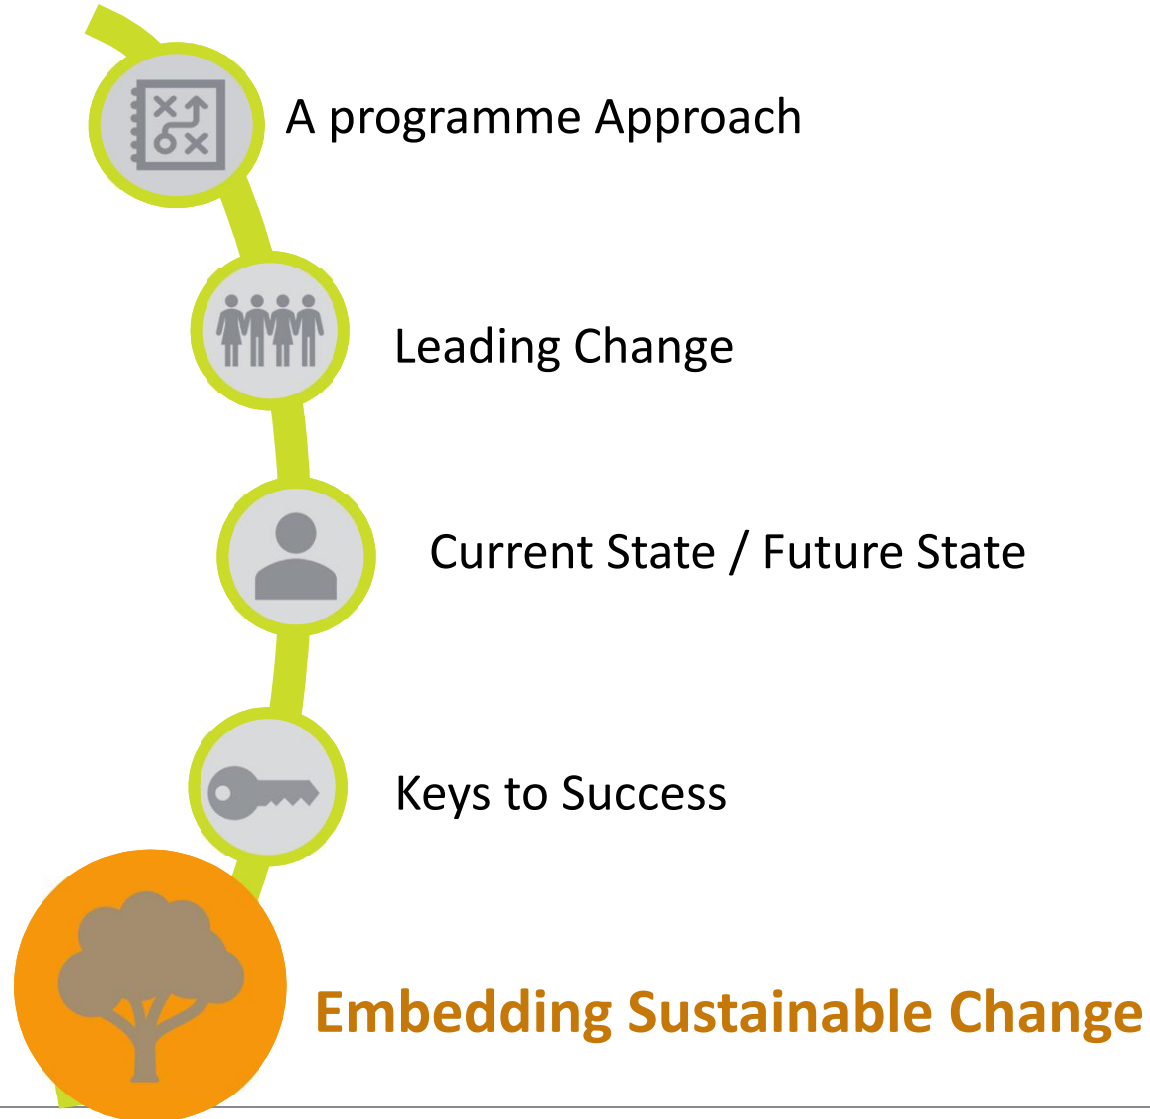 A programme Approach
Leading Change
Current State / Future State
Keys to Success
Embedding Sustainable Change